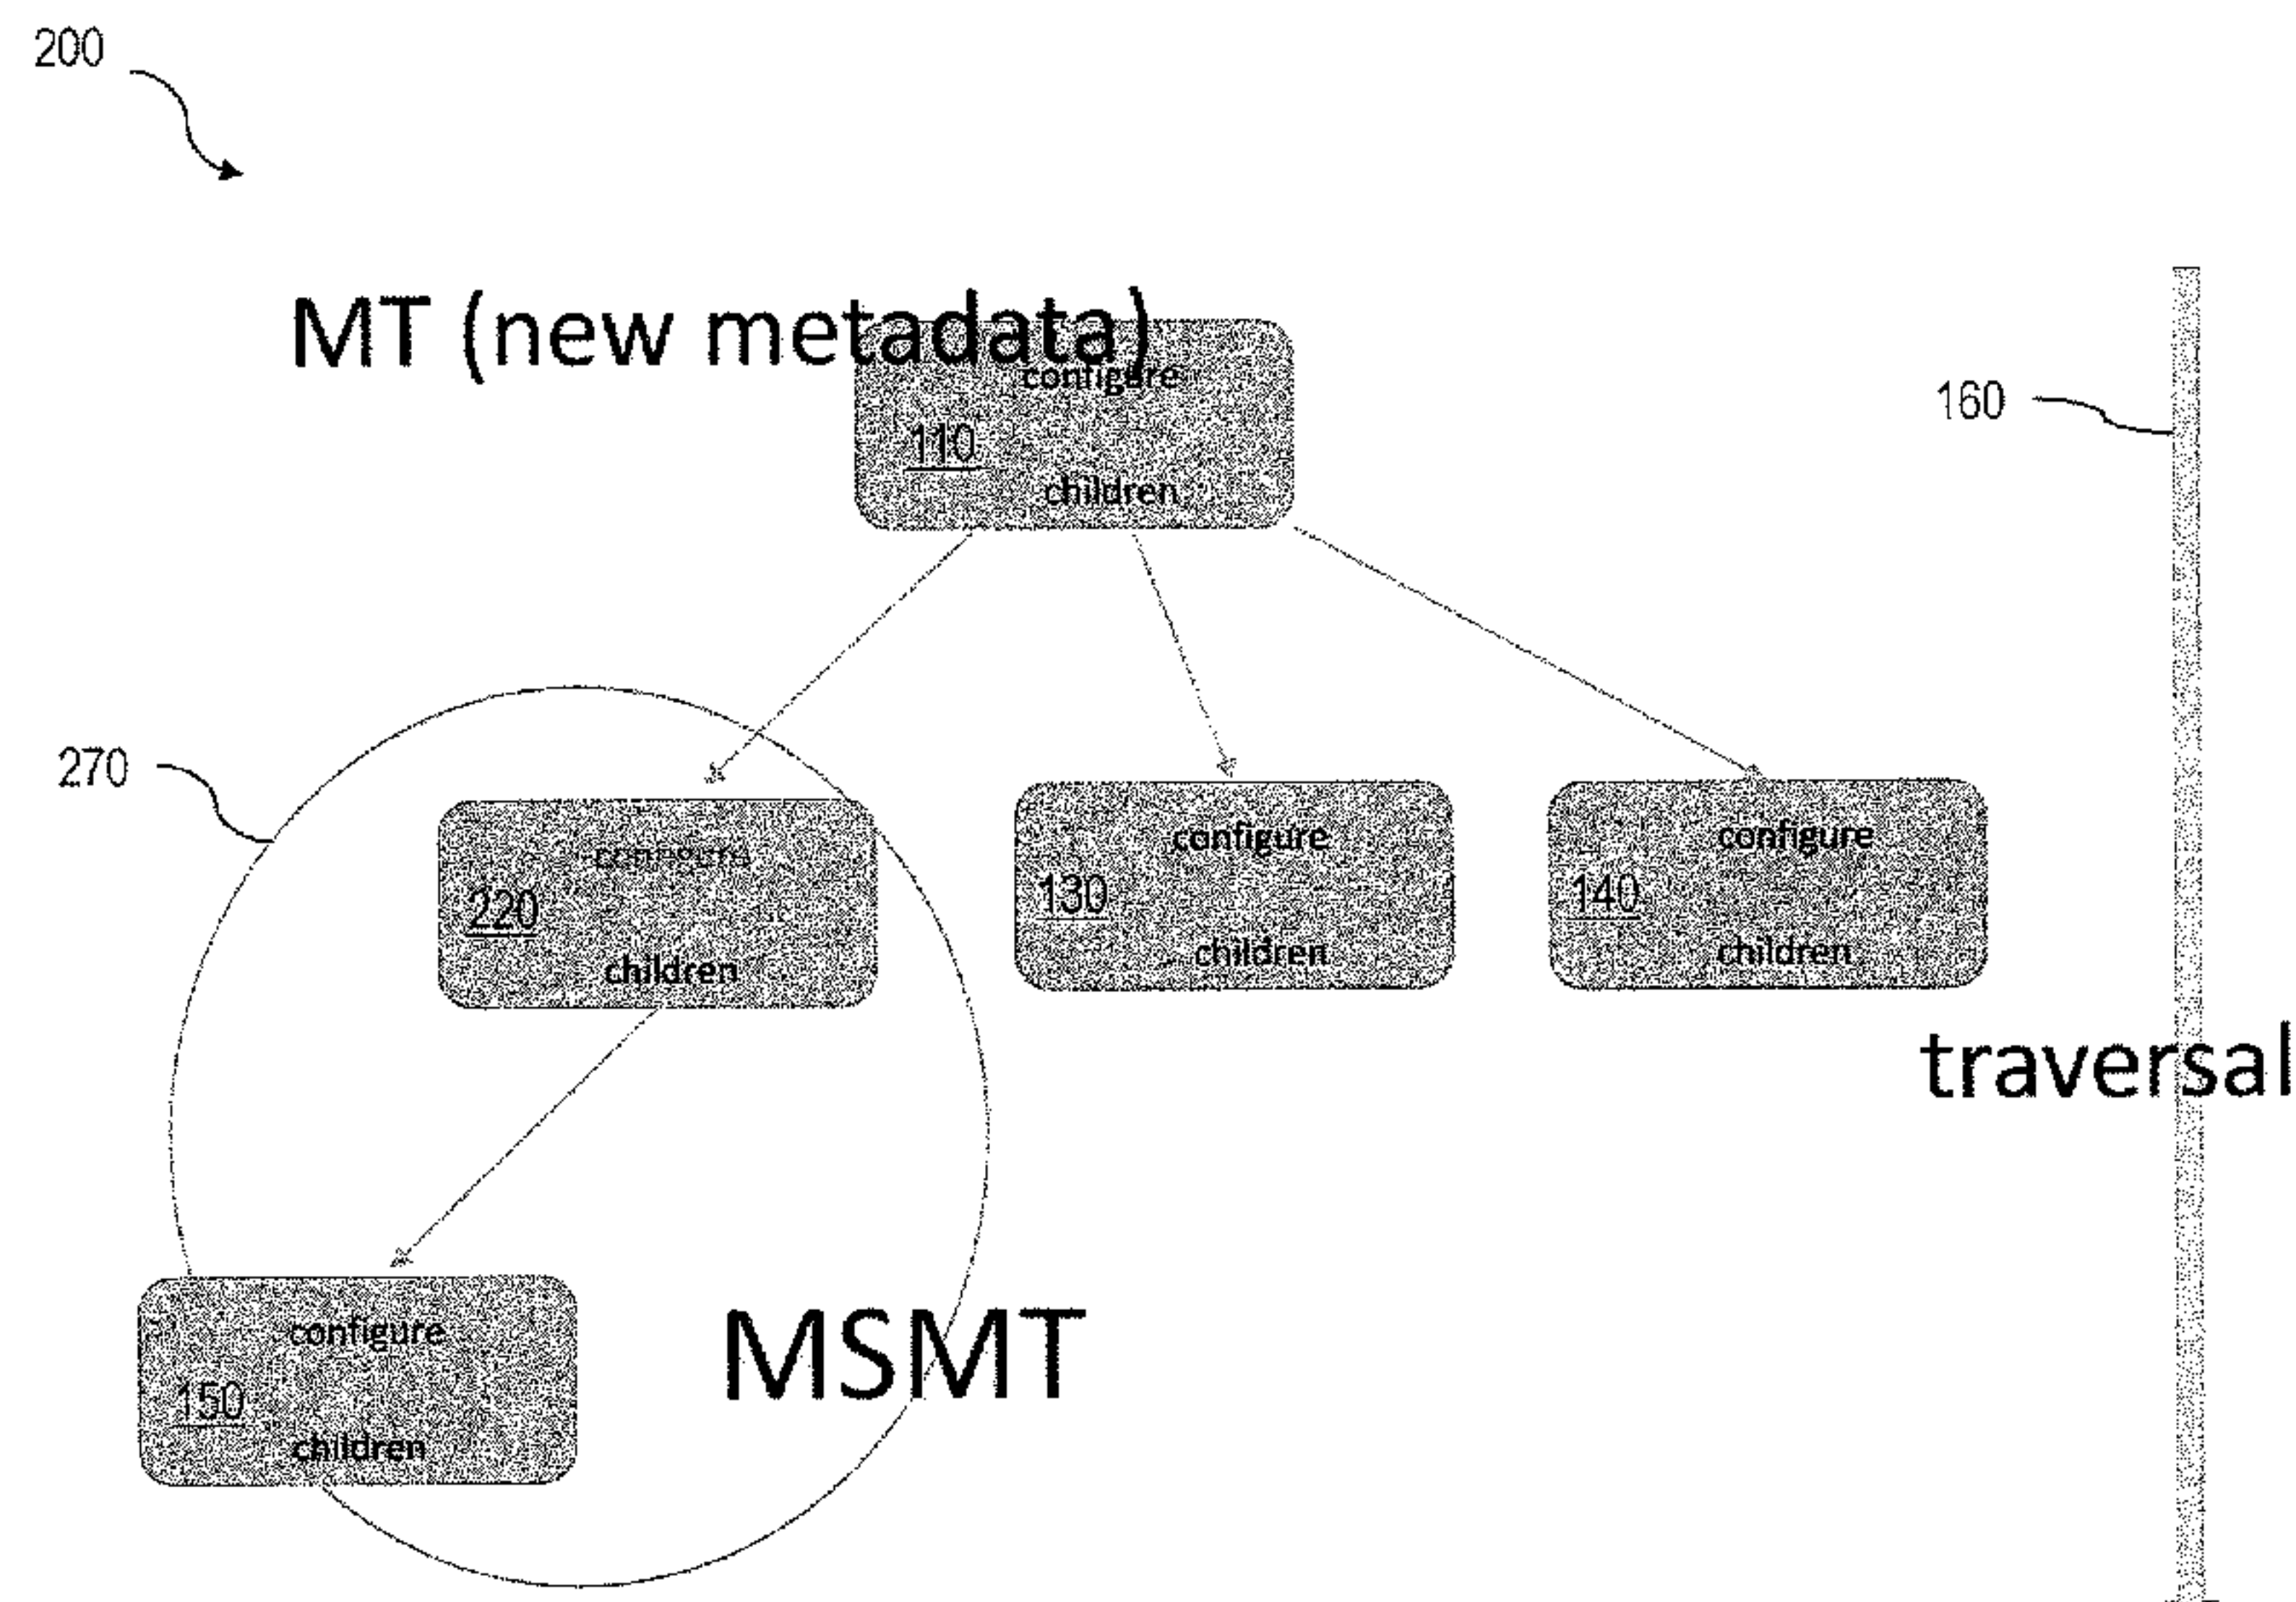 200
MT (new metadata)
configure
110
children
160
270
configure
220
children
configure
130
children
configure
140
children
traversal
configure
150
children
MSMT